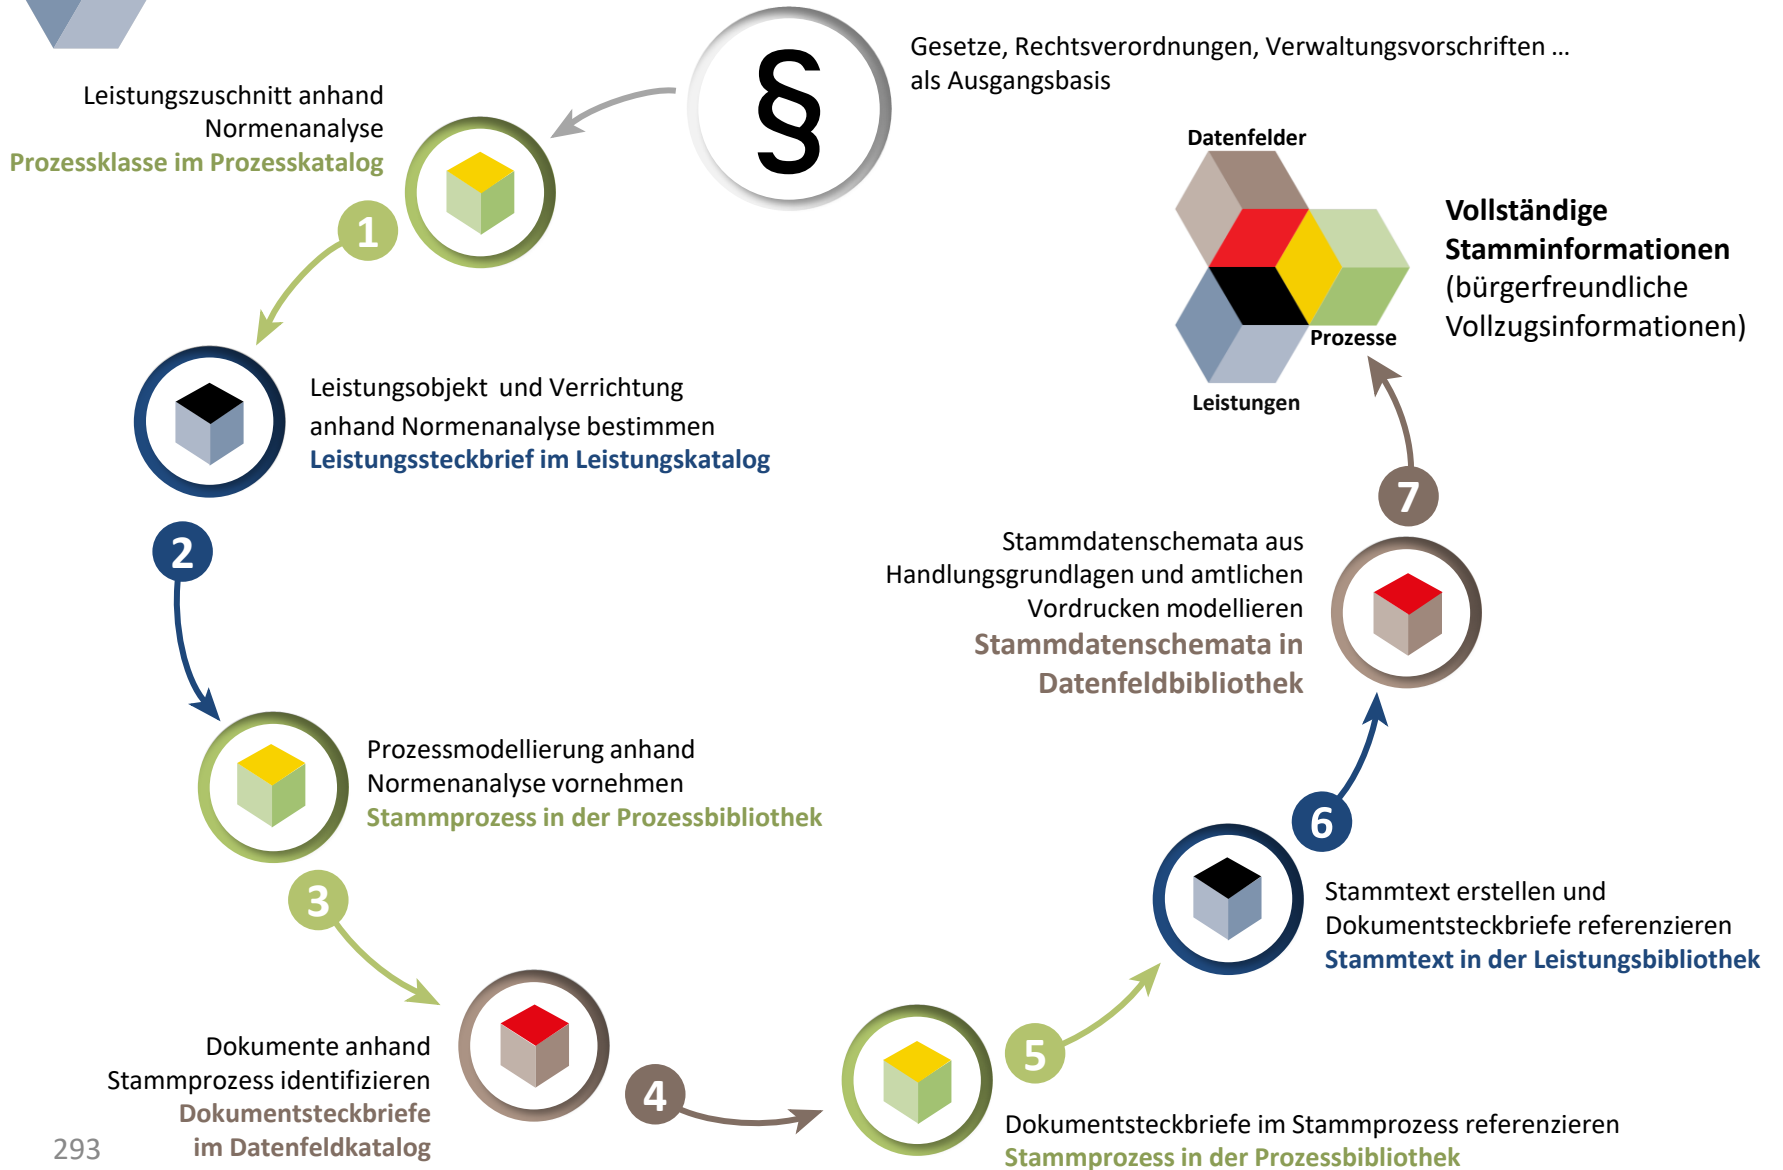 §
Gesetze, Rechtsverordnungen, Verwaltungsvorschriften ...
als Ausgangsbasis
Leistungszuschnitt anhand
Normenanalyse
Prozessklasse im Prozesskatalog
1
Leistungsobjekt und Verrichtung
anhand Normenanalyse bestimmen
Leistungssteckbrief im Leistungskatalog
2
Prozessmodellierung anhand
Normenanalyse vornehmen
Stammprozess in der Prozessbibliothek
3
Dokumente anhand
Stammprozess identifizieren
Dokumentsteckbriefe
im Datenfeldkatalog
4
Dokumentsteckbriefe im Stammprozess referenzieren
Stammprozess in der Prozessbibliothek
5
Stammtext erstellen und
Dokumentsteckbriefe referenzieren
Stammtext in der Leistungsbibliothek
6
Stammdatenschemata aus
Handlungsgrundlagen und amtlichen
Vordrucken modellieren
Stammdatenschemata in
Datenfeldbibliothek
7
Datenfelder
Prozesse
Leistungen
Vollständige
Stamminformationen
(bürgerfreundliche
Vollzugsinformationen)
293